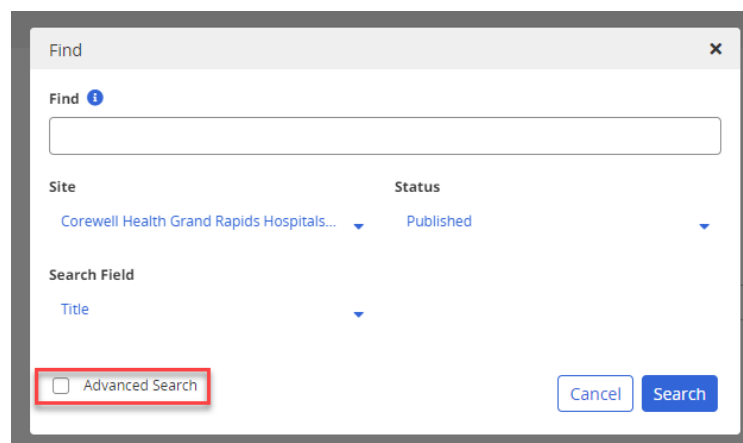 Find
Find
Site Status
Corewell Health Grand Rapids Hospitals... Published
Search Field
Title
Advanced Search Cancel Search